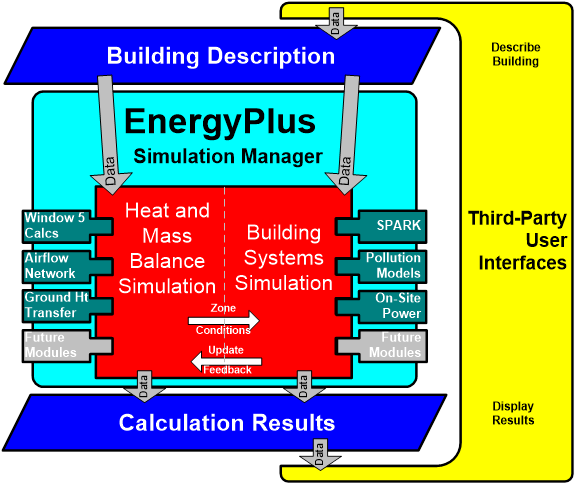 Data
Building Description
Describe
Building
EnergyPlus
Simulation Manager
Data
Data
Window 5
Calcs
Airflow
Network
Ground Ht
Transfer
Future
Modules
Heat and
Mass
Balance
Simulation
Building
Systems
Simulation
Zone
Conditions
Update
Feedback
SPARK
Pollution
Models
On-Site
Power
Future
Modules
Third-Party
User
Interfaces
Data
Data
Calculation Results
Display
Results
Data